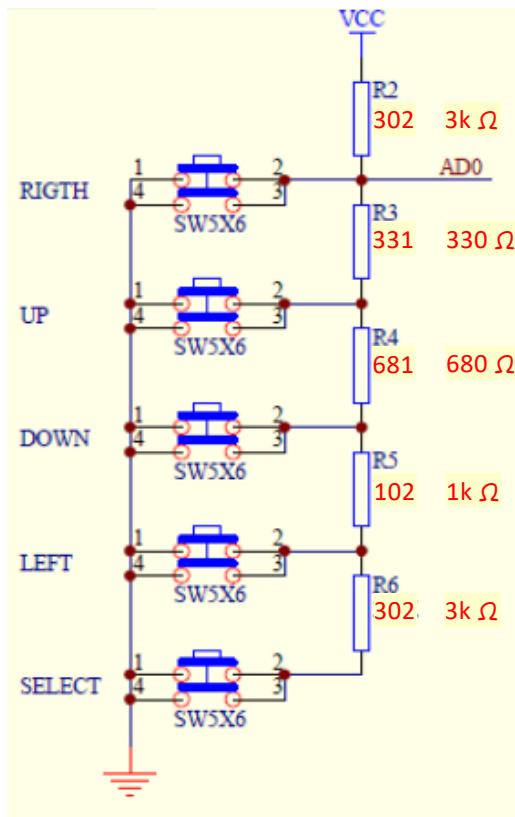 VCC
R2
302 3k Ω
1 2 AD0
RIGTH 4 3
SW5X6
R3
331 330 Ω
1 2
UP 4 3
SW5X6
R4
681 680 Ω
1 2
DOWN 4 3
SW5X6
R5
102 1k Ω
1 2
LEFT 4 3
SW5X6
R6
302 3k Ω
1 2
SELECT 4 3
SW5X6